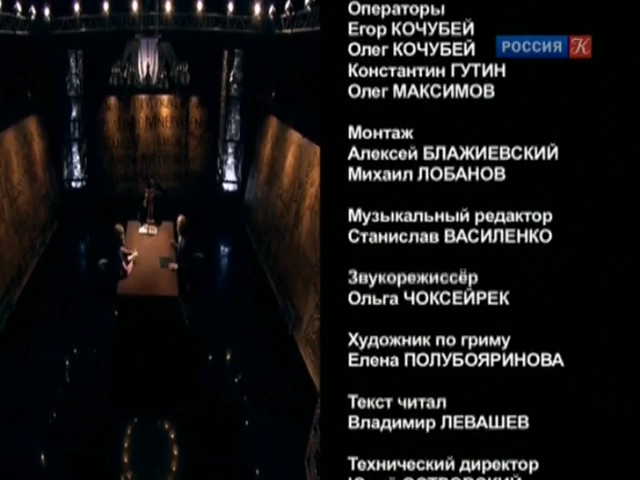 Операторы
Егор КОЧУБЕЙ
Олег КОЧУБЕЙ
Константин ГУТИН
Олег МАКСИМОВ
РОССИЯ К
Монтаж
Алексей БЛАЖИЕВСКИЙ
Михаил ЛОБАНОВ
Музыкальный редактор
Станислав ВАСИЛЕНКО
Звукорежиссёр
Ольга ЧОКСЕЙРЕК
Художник по гриму
Елена ПОЛУБОЯРИНОВА
Текст читал
Владимир ЛЕВАШЕВ
Технический директор